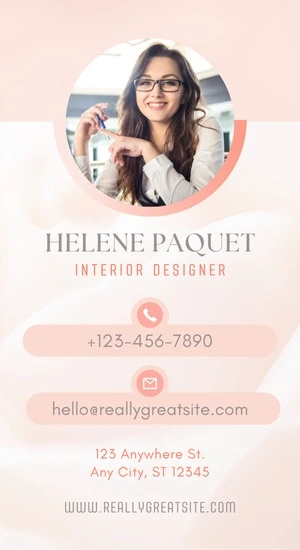 HELENE PAQUET
INTERIOR DESIGNER
+123-456-7890
hello@reallygreatsite.com
123 Anywhere St.
Any City, ST 12345
WWW.REALLYGREATSITE.COM